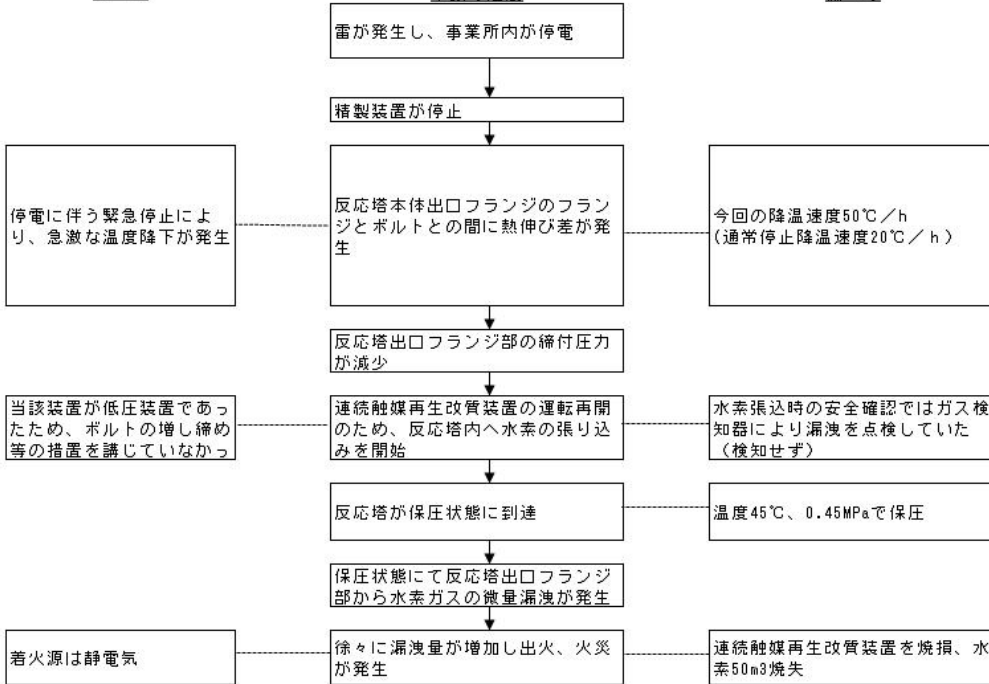 雷が発生し、事業所内が停電
精製装置が停止
停電に伴う緊急停止によ
り、急激な温度降下が発生
反応塔本体出口フランジのフラン
ジとボルトとの間に熱伸び差が発
生
今回の降温速度50℃／h
(通常停止降温速度20℃／ｈ)
反応塔出口フランジ部の締付圧力
が減少
当該装置が低圧装置であっ
たため、ボルトの増し締め
等の措置を講じていなかっ
連続触媒再生改質装置の運転再開
のため、反応塔内へ水素の張り込
みを開始
水素張込時の安全確認ではガス検
知器により漏洩を点検していた
（検知せず）
反応塔が保圧状態に到達
温度45℃、0.45MPaで保圧
保圧状態にて反応塔出口フランジ
部から水素ガスの微量漏洩が発生
着火源は静電気
徐々に漏洩量が増加し出火、火災
が発生
連続触媒再生改質装置を焼損、水
素50m3焼失